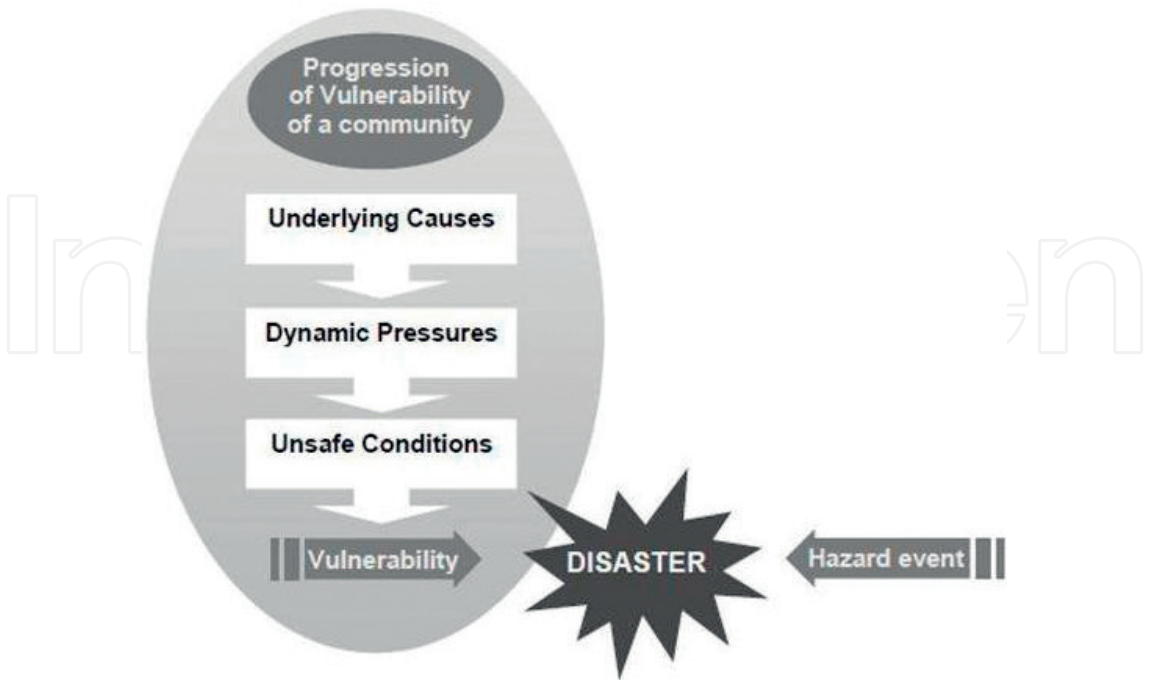 Progression
of Vulnerability
of a community
Underlying Causes
Dynamic Pressures
Unsafe Conditions
Vulnerability
DISASTER
Hazard event